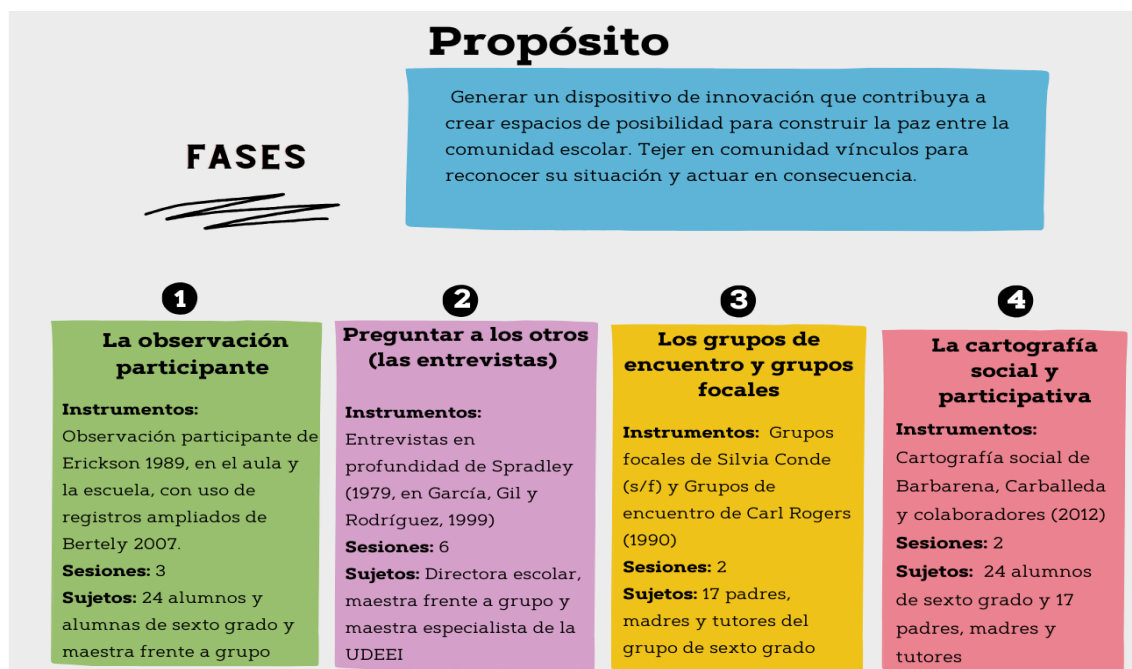 Propósito
Generar un dispositivo de innovación que contribuya a
crear espacios de posibilidad para construir la paz entre la
comunidad escolar. Tejer en comunidad vínculos para
reconocer su situación y actuar en consecuencia.
FASES
1
La observación
participante
Instrumentos:
Observación participante de
Erickson 1989, en el aula y
la escuela, con uso de
registros ampliados de
Bertely 2007.
Sesiones: 3
Sujetos: 24 alumnos y
alumnas de sexto grado y
maestra frente a grupo
2
Preguntar a los otros
(las entrevistas)
Instrumentos:
Entrevistas en
profundidad de Spradley
(1979, en García, Gil y
Rodríguez, 1999)
Sesiones: 6
Sujetos: Directora escolar,
maestra frente a grupo y
maestra especialista de la
UDEEI
3
Los grupos de
encuentro y grupos
focales
Instrumentos: Grupos
focales de Silvia Conde
(s/f) y Grupos de
encuentro de Carl Rogers
(1990)
Sesiones: 2
Sujetos: 17 padres,
madres y tutores del
grupo de sexto grado
4
La cartografía
social y
participativa
Instrumentos:
Cartografía social de
Barbarena, Carballeda
y colaboradores (2012)
Sesiones: 2
Sujetos: 24 alumnos
de sexto grado y 17
padres, madres y
tutores